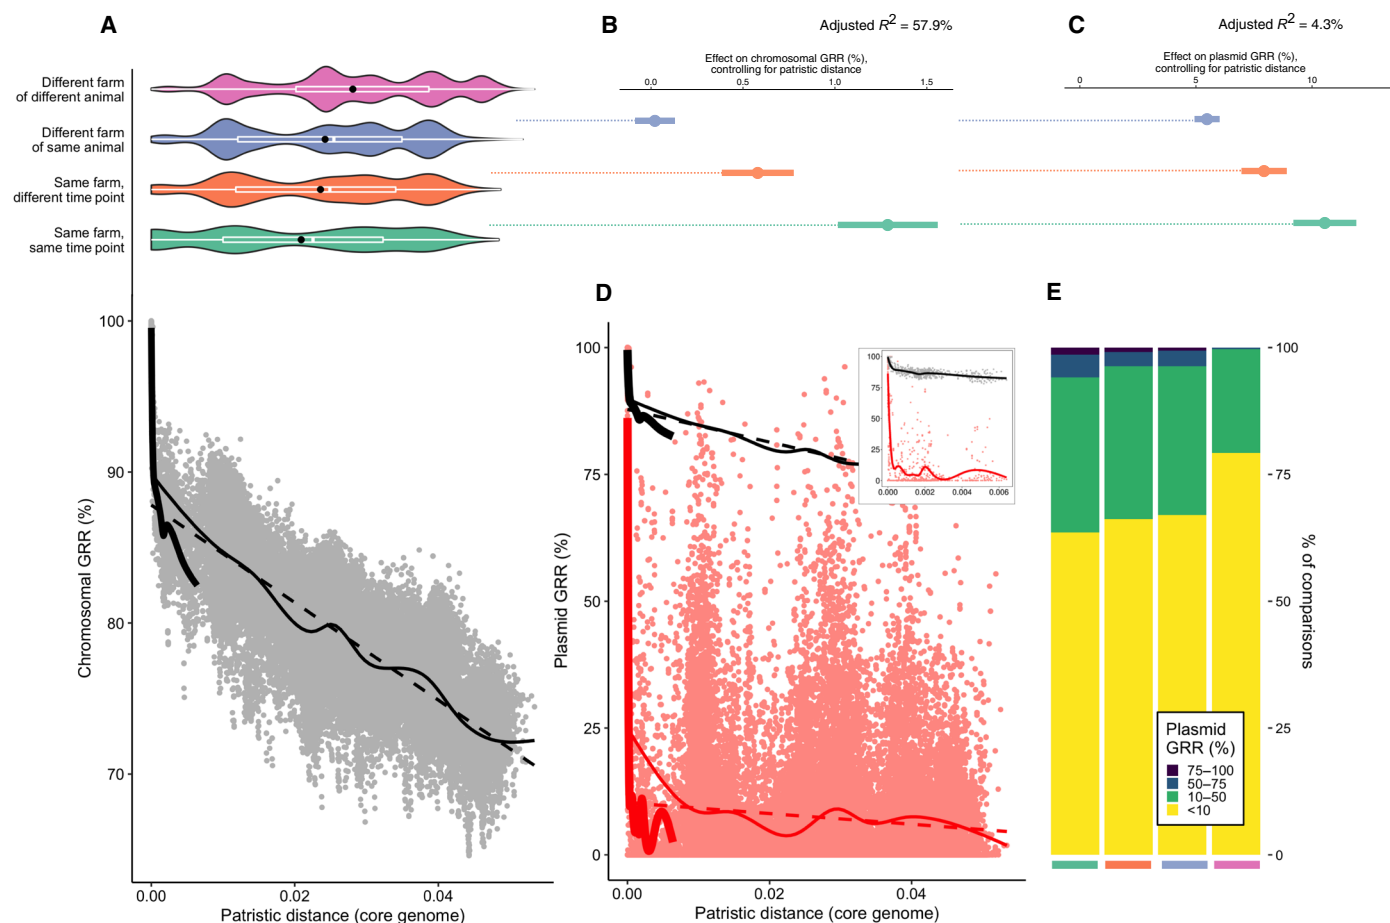 A
B
C
Adjusted R2 = 57.9%
Adjusted R2 = 4.3%
Effect on chromosomal GRR (%),
controlling for patristic distance
0.0 0.5 1.0 1.5
Effect on plasmid GRR (%),
controlling for patristic distance
0 5 10
Different farm
of different animal
Different farm
of same animal
Same farm,
different time point
Same farm,
same time point
100
90
80
70
Chromosomal GRR (%)
0.00 0.02 0.04
Patristic distance (core genome)
D
100
75
50
25
0
Plasmid GRR (%)
0.00 0.02 0.04
Patristic distance (core genome)
100
75
50
25
0
0.000 0.002 0.004 0.006
E
100
75
50
25
0
% of comparisons
Plasmid
GRR (%)
75–100
50–75
10–50
<10